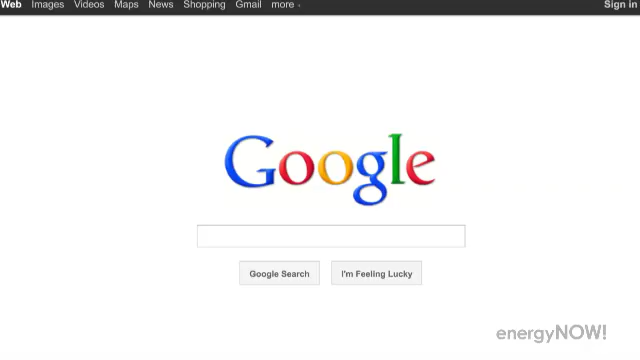 Web Images Videos Maps News Shopping Gmail more Sign in
Google
Google Search I'm Feeling Lucky
energyNOW!